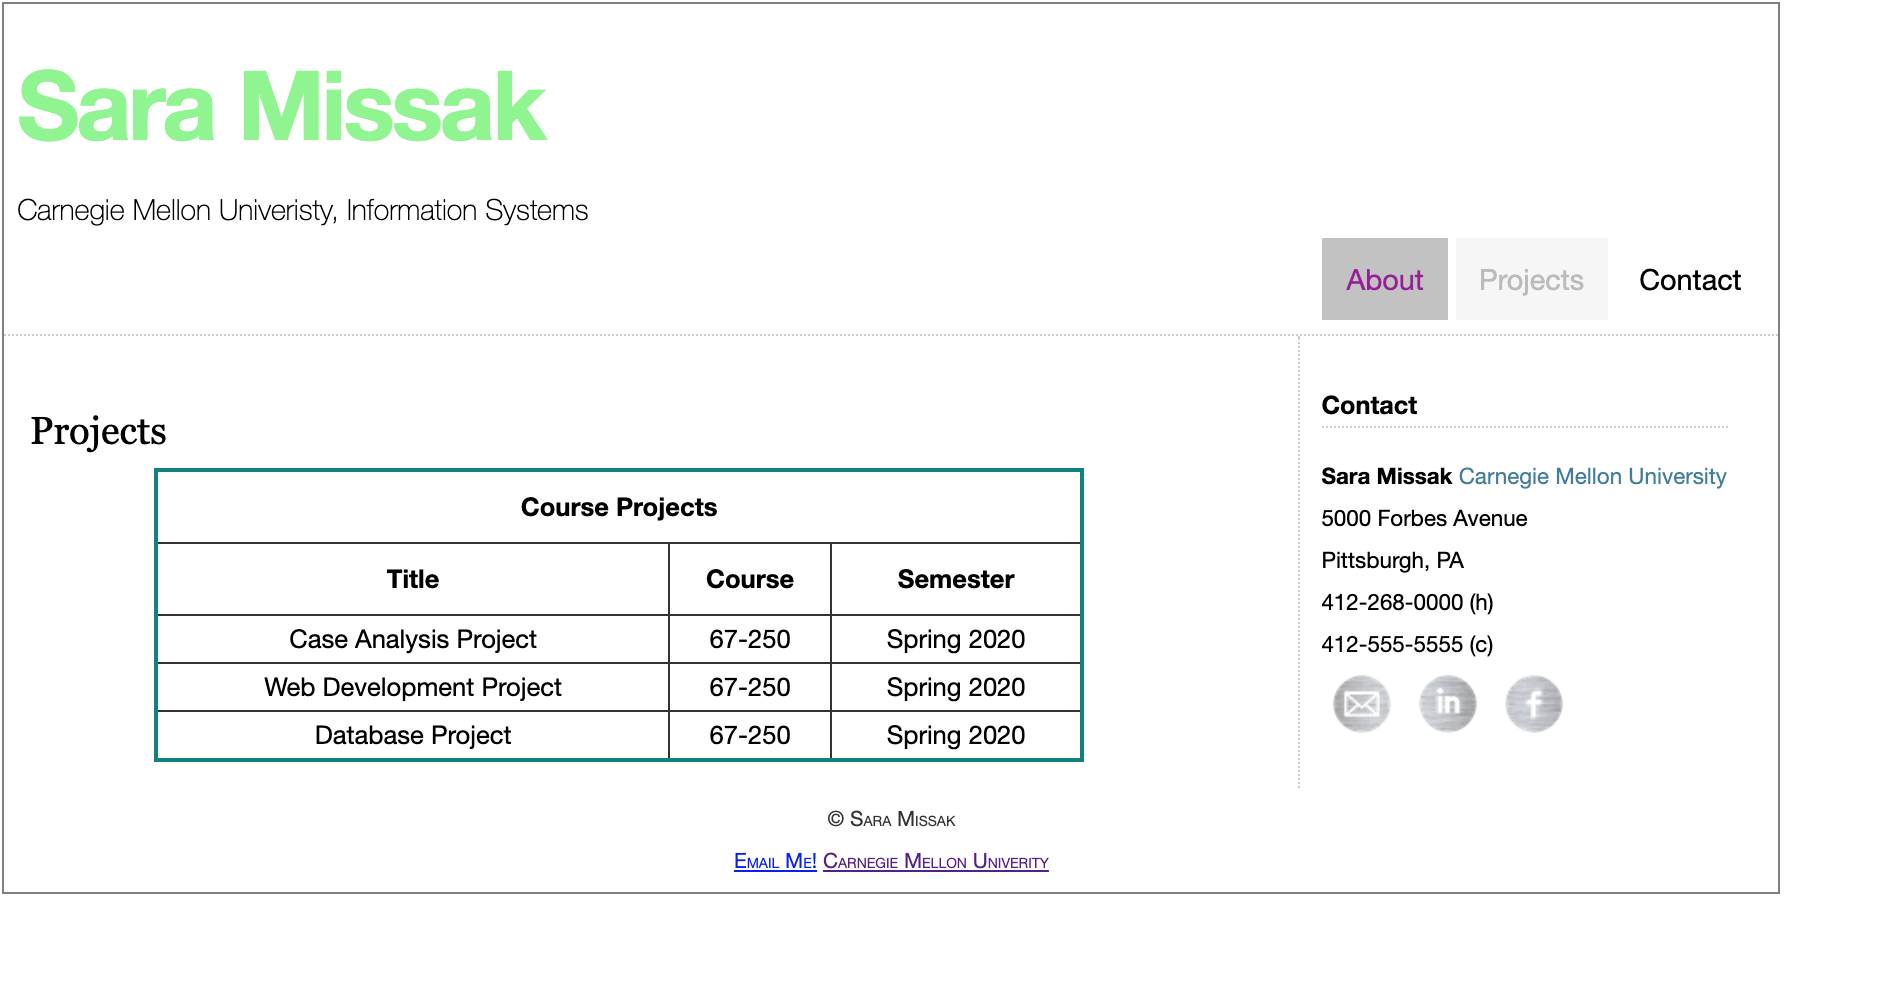 Sara Missak
Carnegie Mellon Univeristy, Information Systems
About Projects Contact
Projects
Course Projects
Title Course Semester
Case Analysis Project 67-250 Spring 2020
Web Development Project 67-250 Spring 2020
Database Project 67-250 Spring 2020
Contact
Sara Missak Carnegie Mellon University
5000 Forbes Avenue
Pittsburgh, PA
412-268-0000 (h)
412-555-5555 (c)
in f
© Sara Missak
Email Me! Carnegie Mellon Univerity